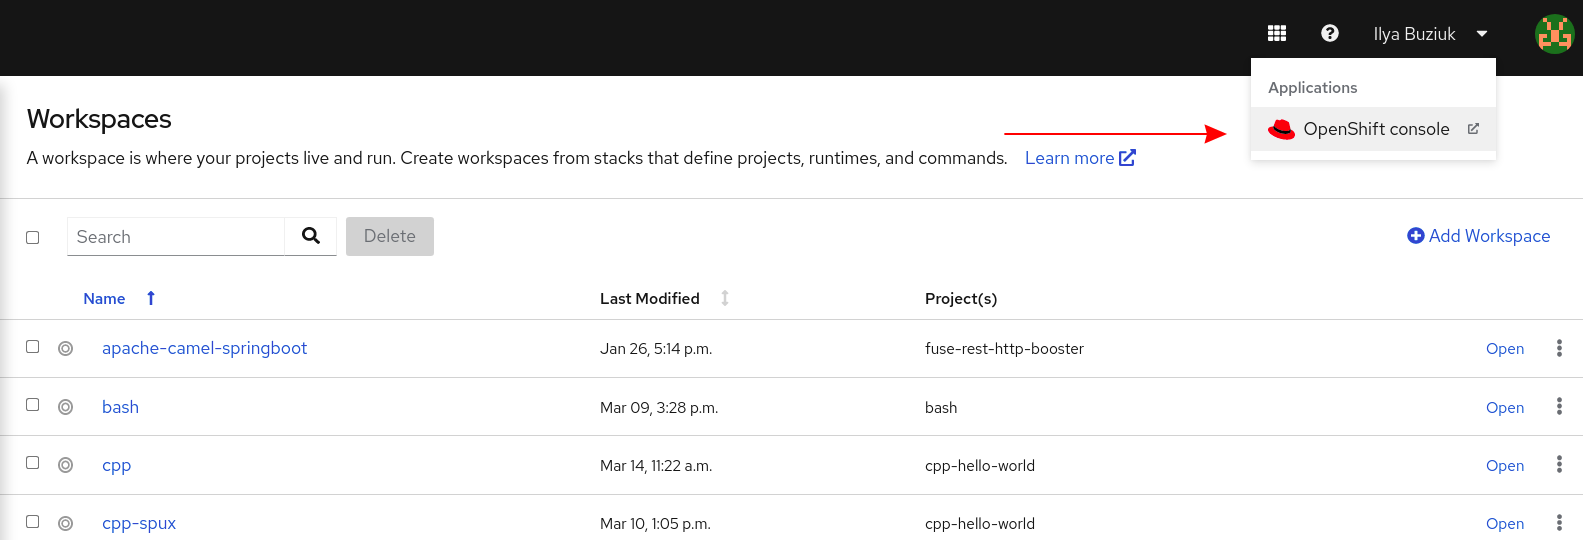 Ilya Buziuk
Applications
OpenShift console
Workspaces
A workspace is where your projects live and run. Create workspaces from stacks that define projects, runtimes, and commands. Learn more
Search Delete Add Workspace
Name Last Modified Project(s)
apache-camel-springboot Jan 26, 5:14 p.m. fuse-rest-http-booster Open
bash Mar 09, 3:28 p.m. bash Open
cpp Mar 14, 11:22 a.m. cpp-hello-world Open
cpp-spux Mar 10, 1:05 p.m. cpp-hello-world Open